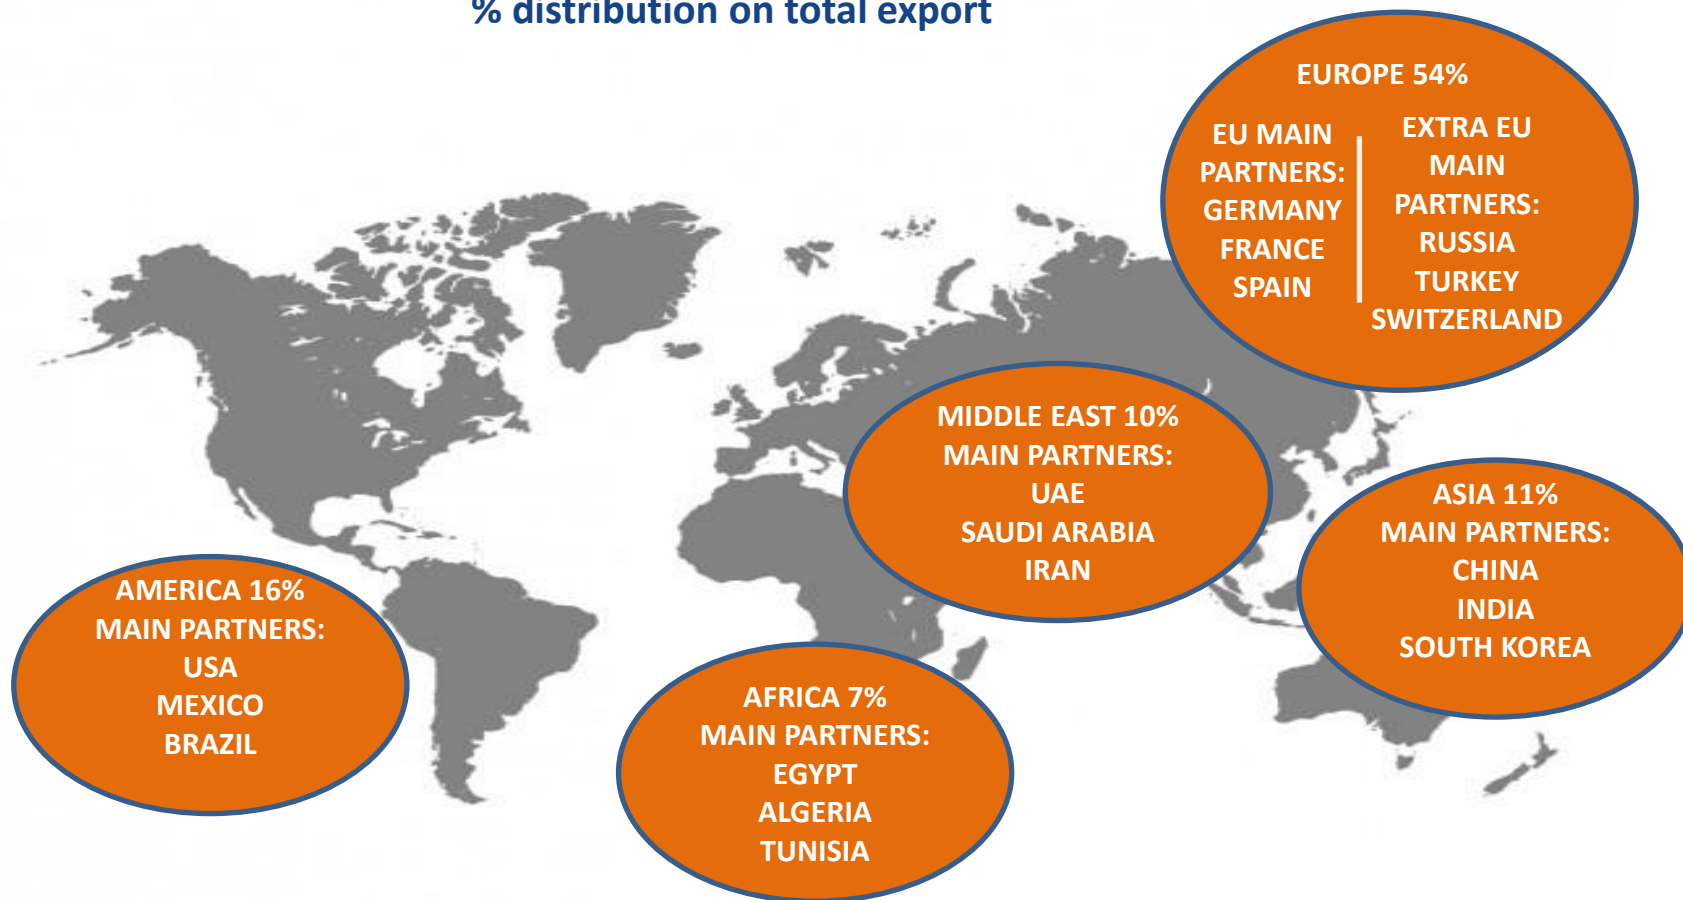 % distribution on total export
EUROPE 54%
EU MAIN
PARTNERS:
GERMANY
FRANCE
SPAIN
EXTRA EU
MAIN
PARTNERS:
RUSSIA
TURKEY
SWITZERLAND
MIDDLE EAST 10%
MAIN PARTNERS:
UAE
SAUDI ARABIA
IRAN
ASIA 11%
MAIN PARTNERS:
CHINA
INDIA
SOUTH KOREA
AMERICA 16%
MAIN PARTNERS:
USA
MEXICO
BRAZIL
AFRICA 7%
MAIN PARTNERS:
EGYPT
ALGERIA
TUNISIA